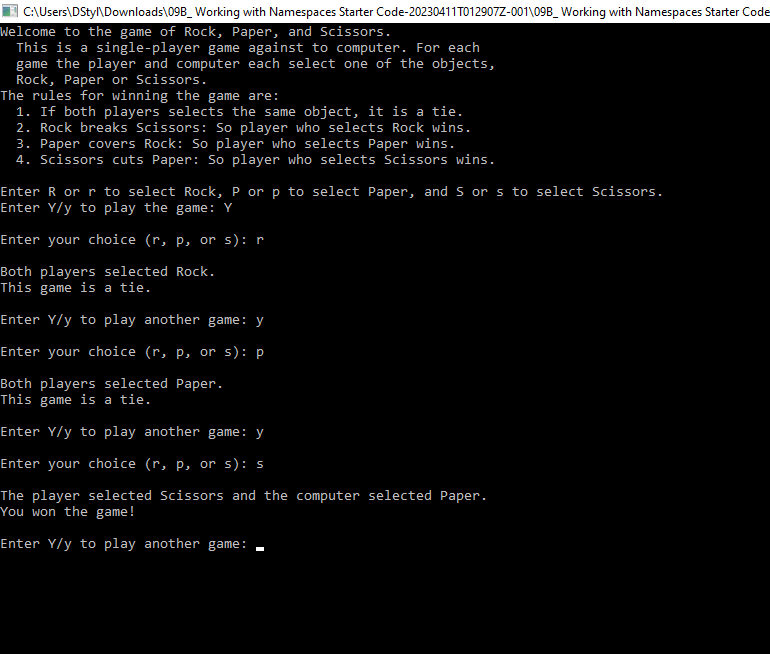 C:\Users\DStyl\Downloads\09B_ Working with Namespaces Starter Code-20230411T012907Z-001\09B_ Working with Namespaces Starter Code
Welcome to the game of Rock, Paper, and Scissors.
This is a single-player game against to computer. For each
game the player and computer each select one of the objects,
Rock, Paper or Scissors.
The rules for winning the game are:
1. If both players selects the same object, it is a tie.
2. Rock breaks Scissors: So player who selects Rock wins.
3. Paper covers Rock: So player who selects Paper wins.
4. Scissors cuts Paper: So player who selects Scissors wins.
Enter R or r to select Rock, P or p to select Paper, and S or s to select Scissors.
Enter Y/y to play the game: Y
Enter your choice (r, p, or s): r
Both players selected Rock.
This game is a tie.
Enter Y/y to play another game: y
Enter your choice (r, p, or s): p
Both players selected Paper.
This game is a tie.
Enter Y/y to play another game: y
Enter your choice (r, p, or s): s
The player selected Scissors and the computer selected Paper.
You won the game!
Enter Y/y to play another game: